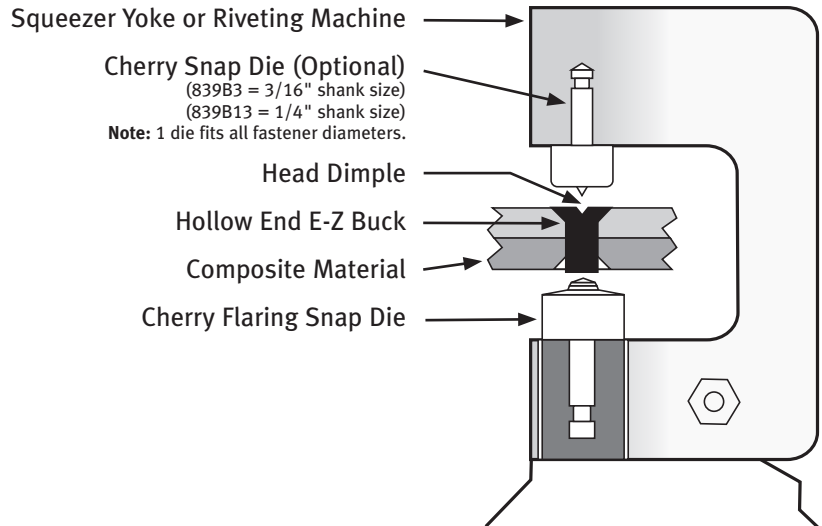 Squeezer Yoke or Riveting Machine
Cherry Snap Die (Optional)
(839B3 = 3/16" shank size)
(839B13 = 1/4" shank size)
Note: 1 die fits all fastener diameters.
Head Dimple
Hollow End E-Z Buck
Composite Material
Cherry Flaring Snap Die